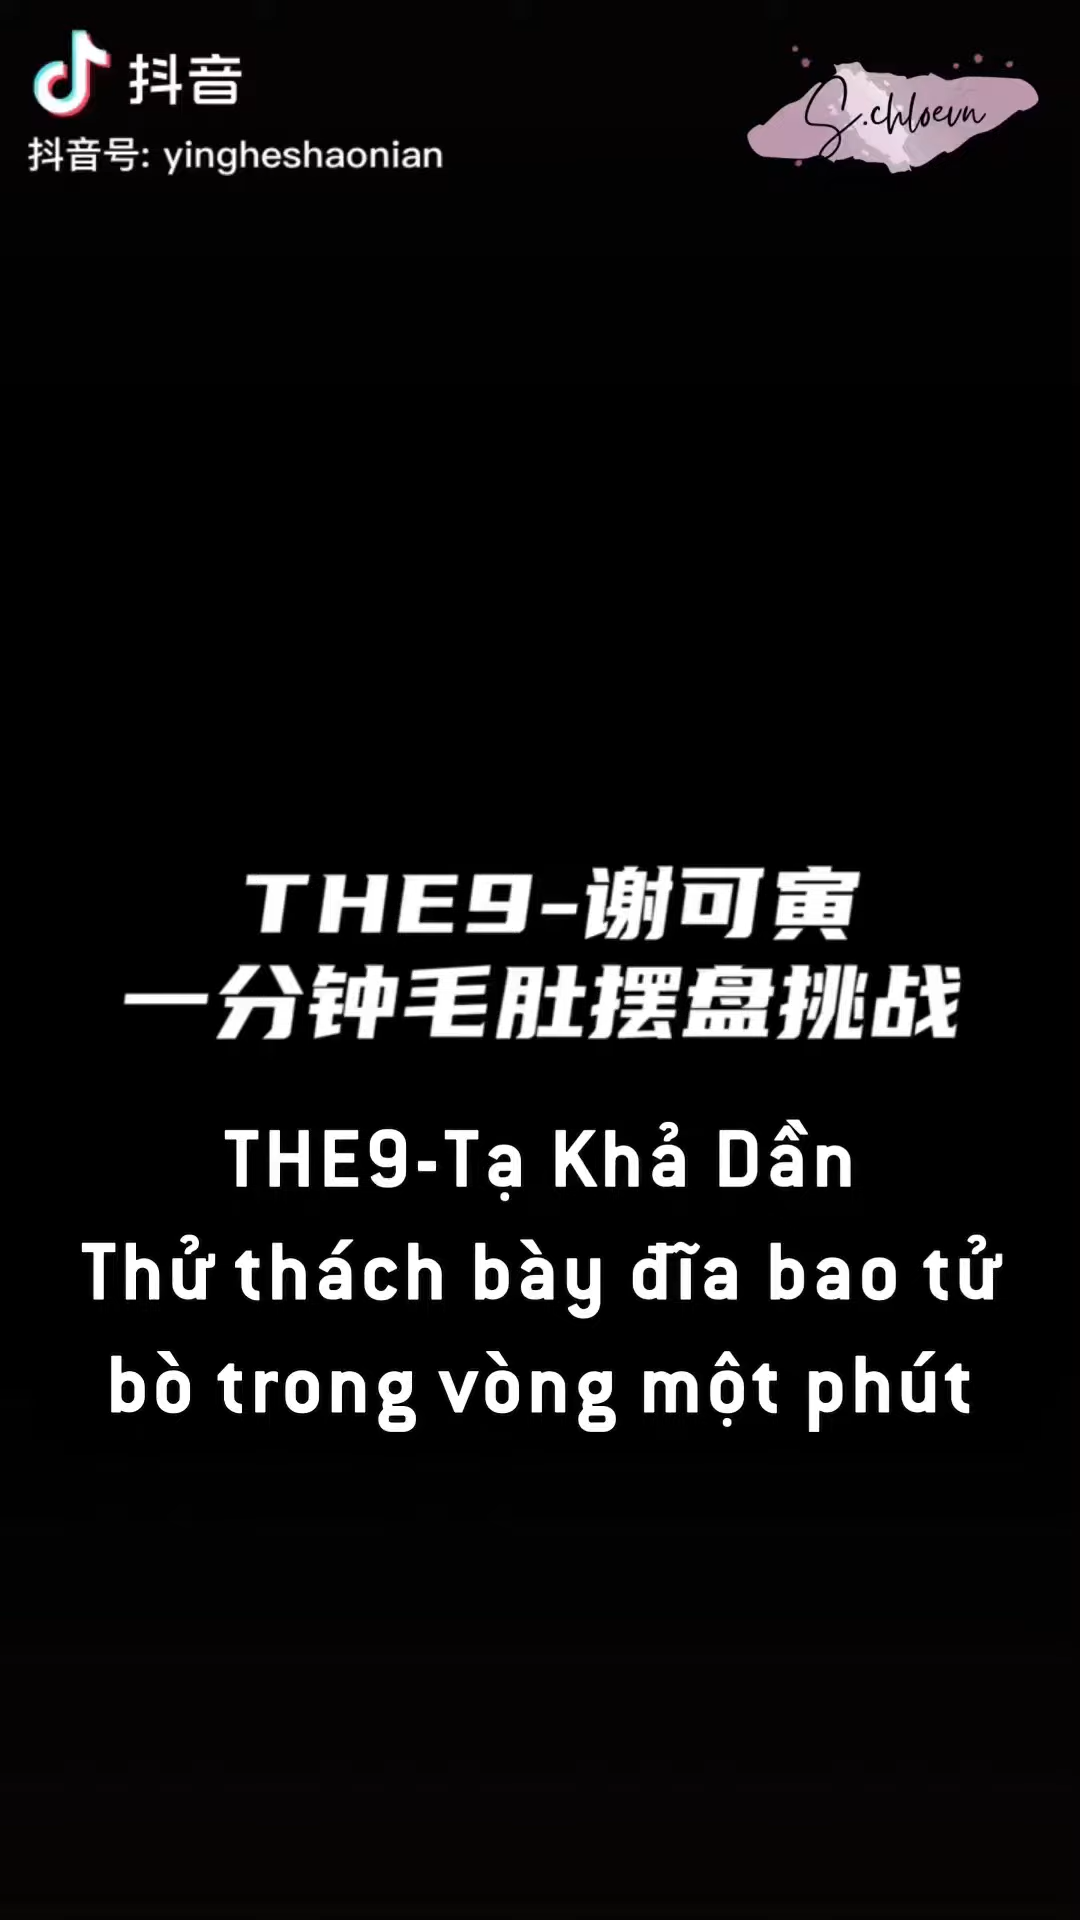 抖音
抖音号: yingheshaonian
S.chloevn
THE9-谢可寅
一分钟毛肚摆盘挑战
THE9-Tạ Khả Dần
Thử thách bày đĩa bao tử
bò trong vòng một phút